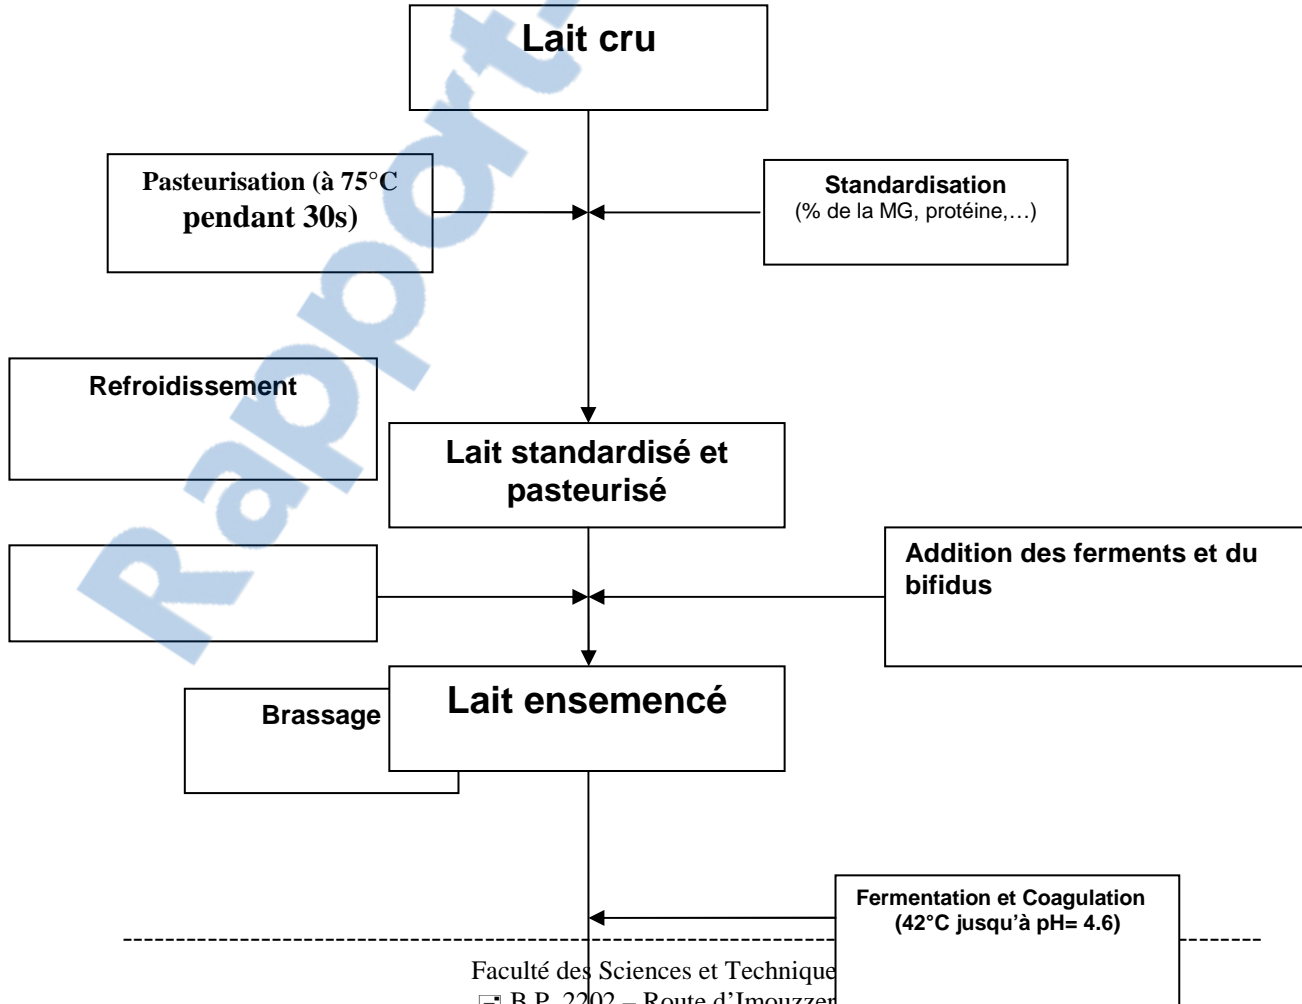 Lait cru
Pasteurisation (à 75°C
pendant 30s)
Standardisation
(% de la MG, protéine,…)
Refroidissement
Lait standardisé et
pasteurisé
Addition des ferments et du
bifidus
Lait ensemencé
Brassage
Fermentation et Coagulation
(42°C jusqu’à pH= 4.6)
Faculté des Sciences et Technique
B.P. 2202 – Route d’Imouzzer
Rapport-